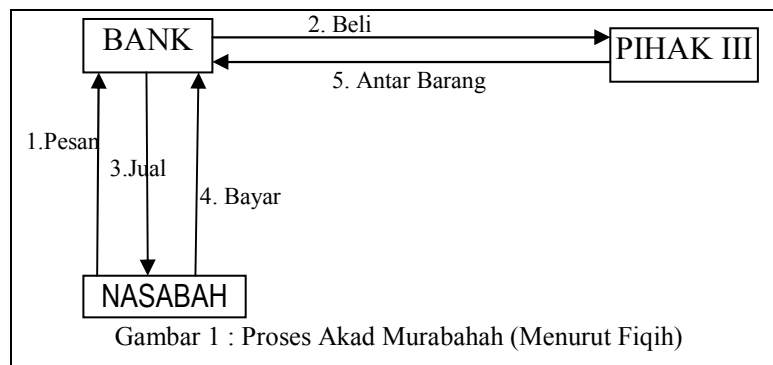 BANK
2. Beli
PIHAK III
5. Antar Barang
1.Pesan
3.Jual
4. Bayar
NASABAH
Gambar 1 : Proses Akad Murabahah (Menurut Fiqih)